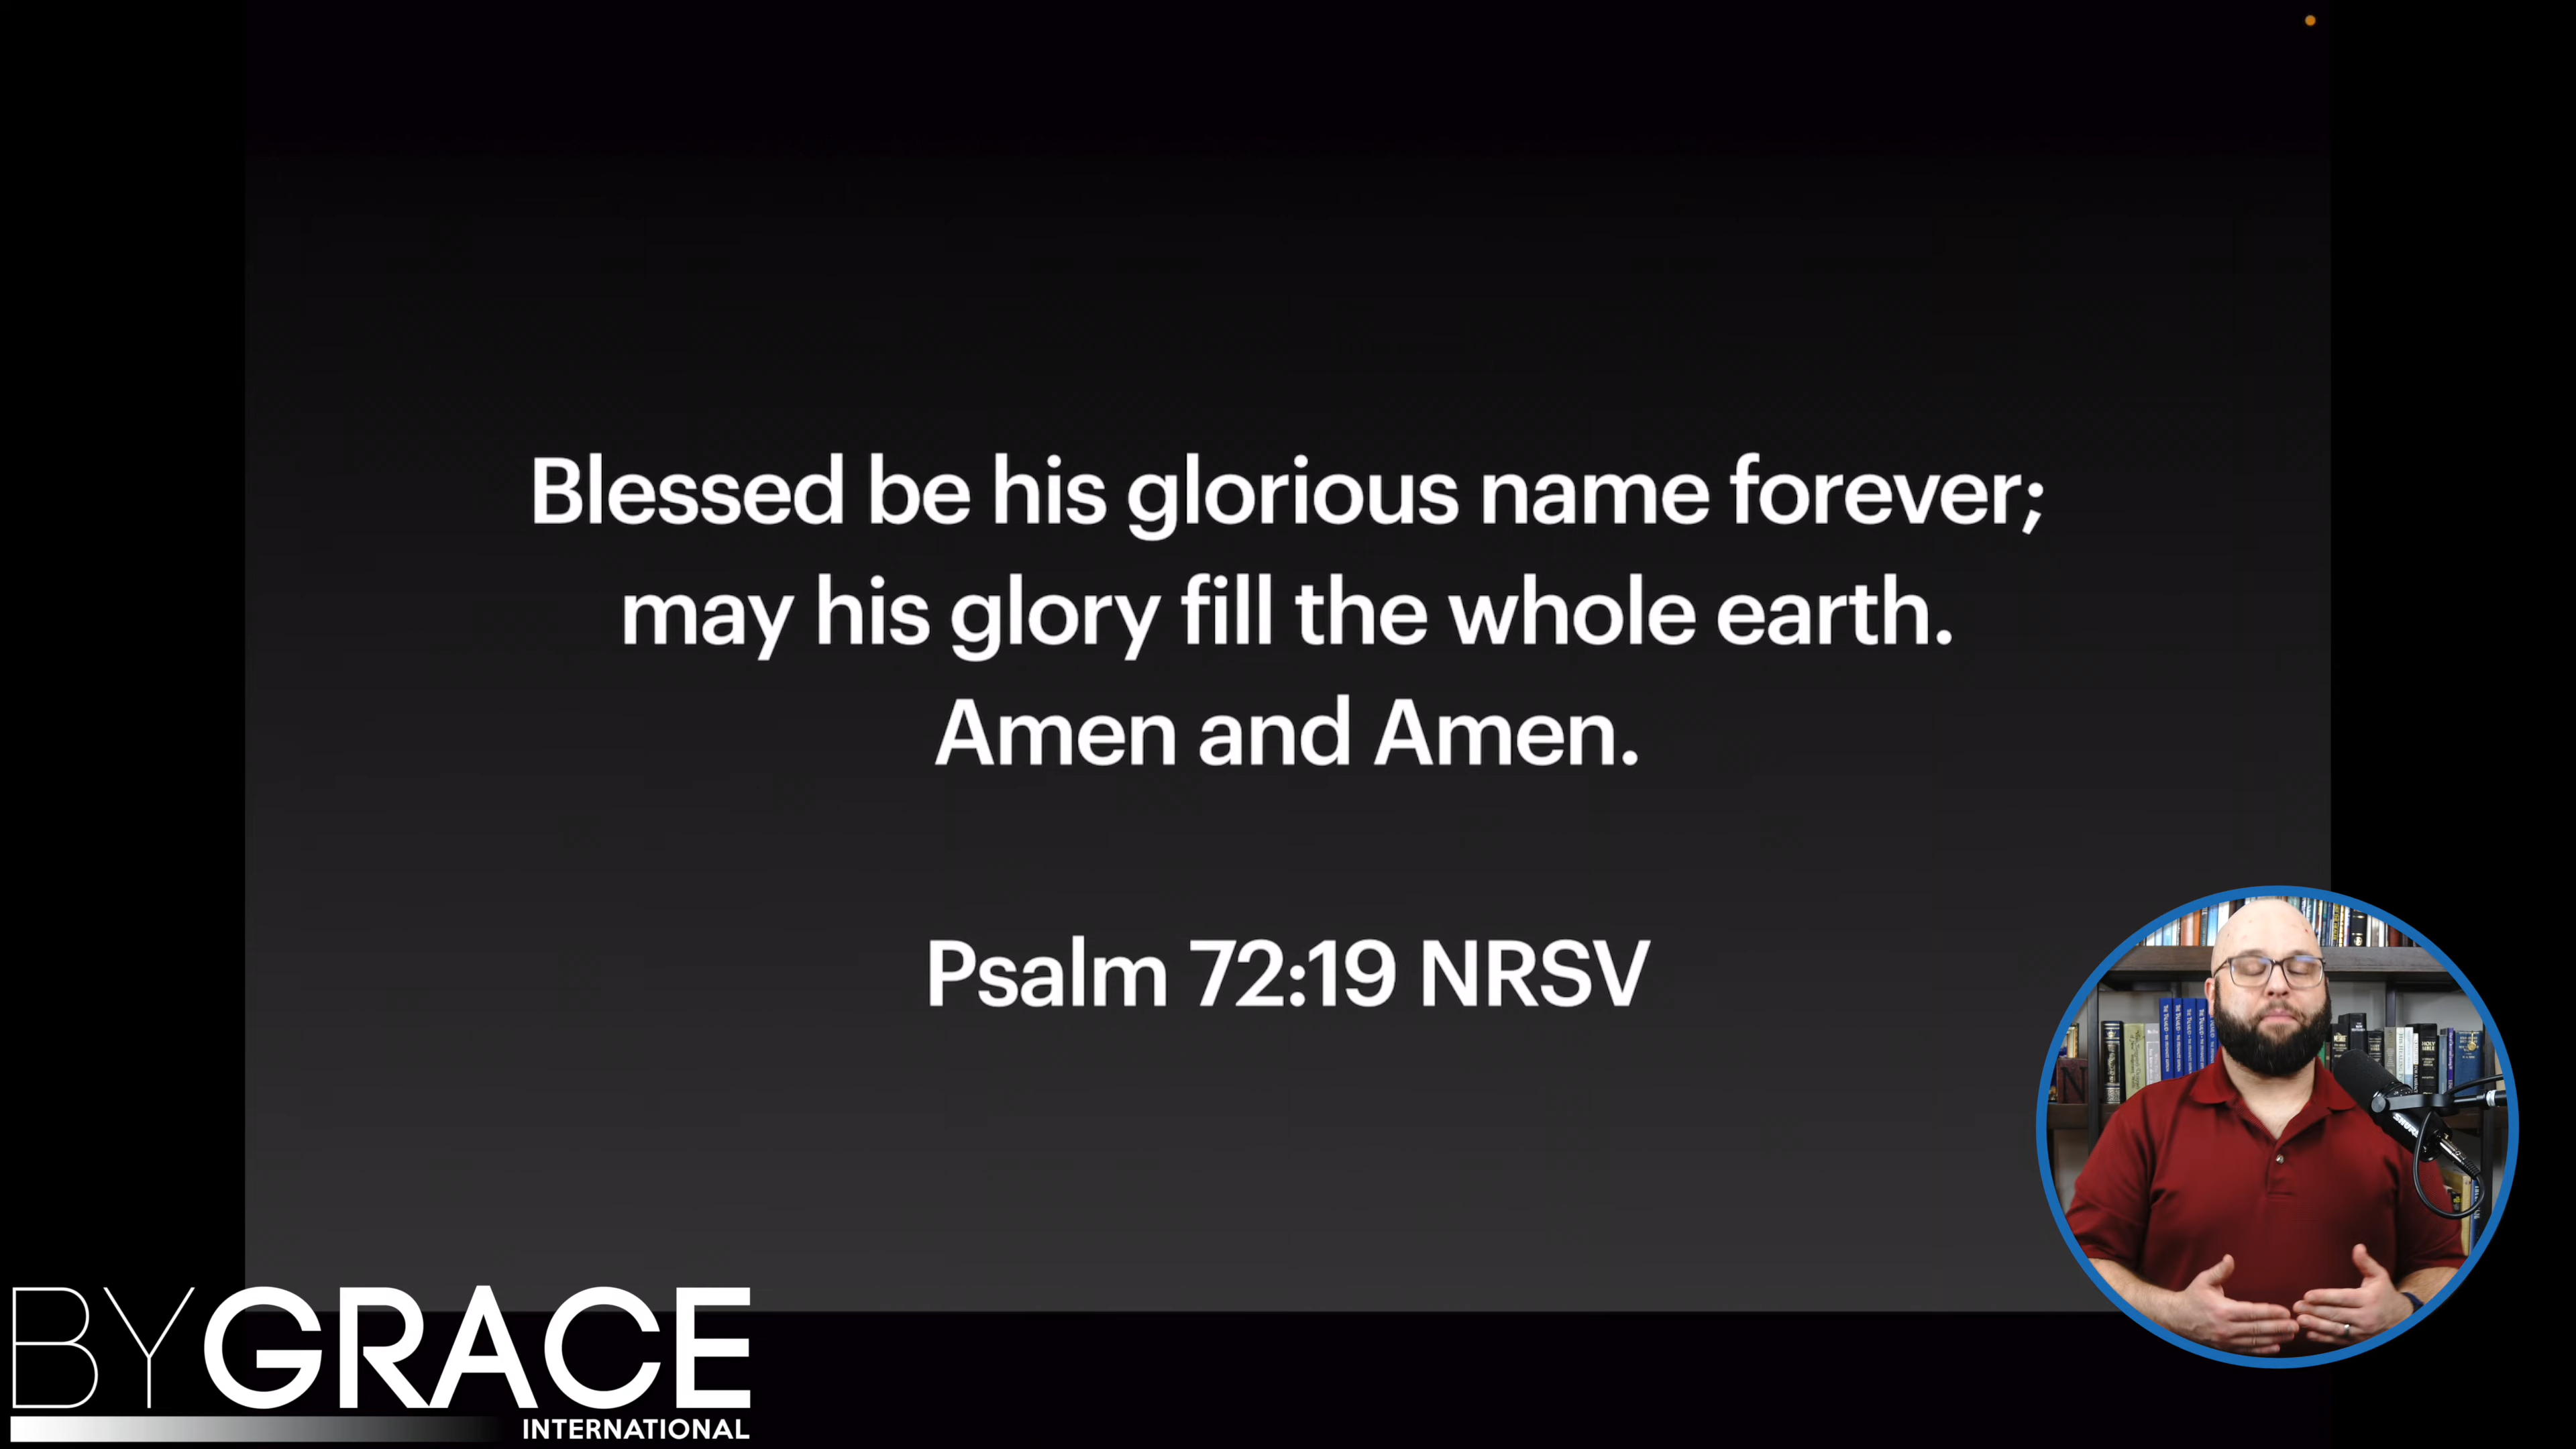 Blessed be his glorious name forever;
may his glory fill the whole earth.
Amen and Amen.
Psalm 72:19 NRSV
BYGRACE
INTERNATIONAL